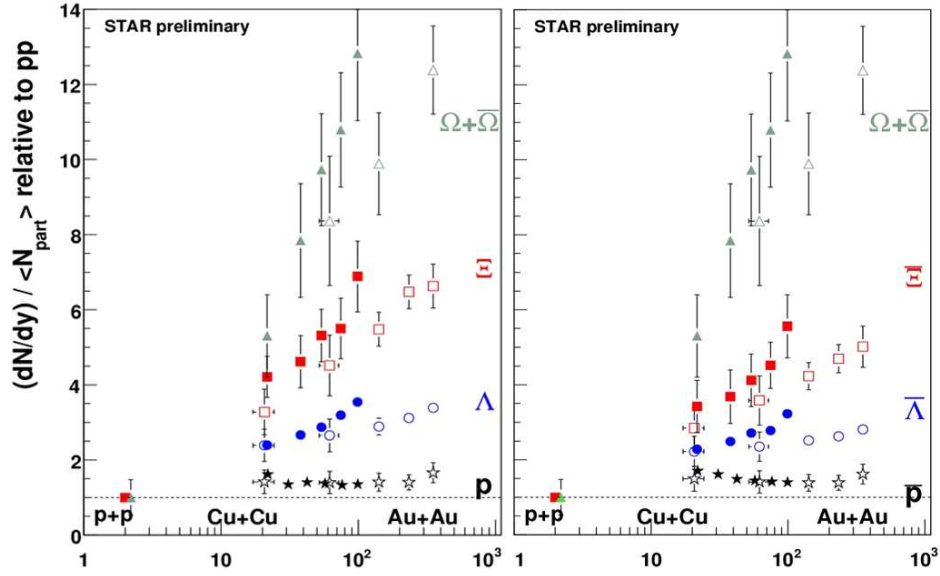 (dN/dy) / <N_part> relative to pp
14
12
10
8
6
4
2
0
STAR preliminary
Ω+Ω̅
Ξ
Λ
p
p+p
Cu+Cu
Au+Au
1
10
10²
10³
STAR preliminary
Ω+Ω̅
Ξ̅
Λ̅
p̅
p+p
Cu+Cu
Au+Au
1
10
10²
10³